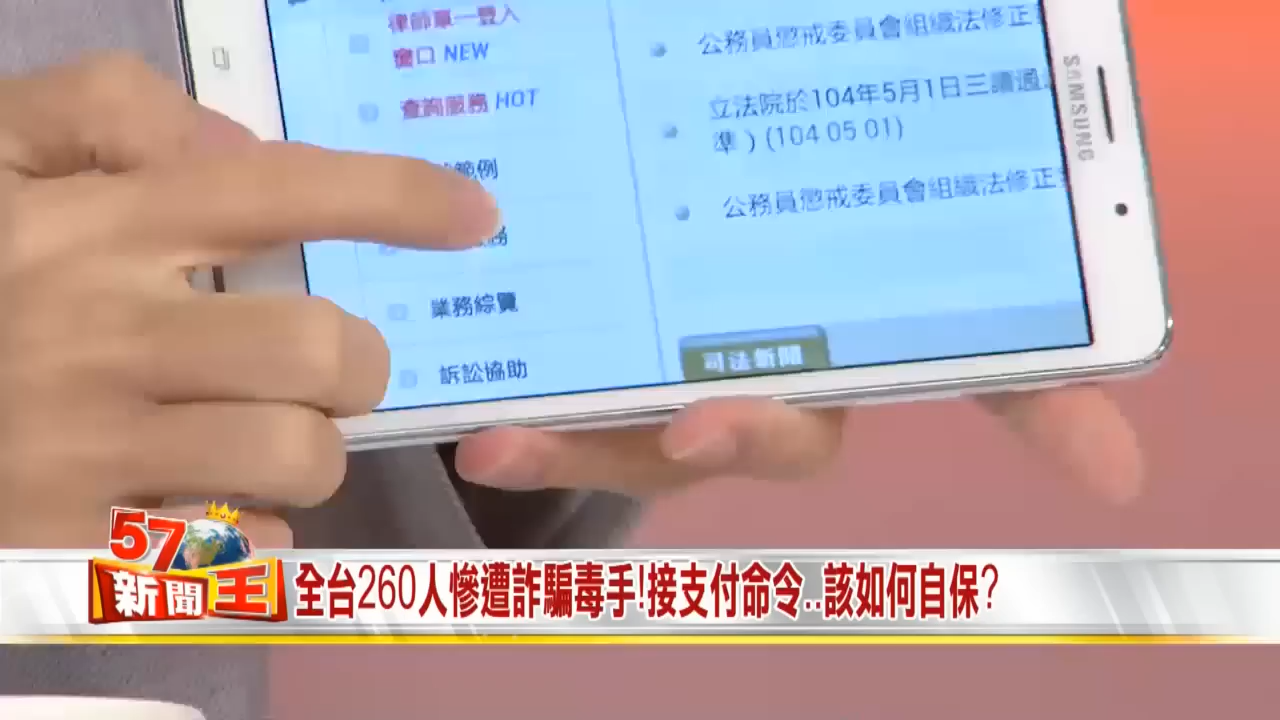 律師單一登入
窗口 NEW
查詢服務 HOT
範例
業務綜覽
訴訟協助
公務員懲戒委員會組織法修正
立法院於104年5月1日三讀通
準）(104 05 01)
公務員懲戒委員會組織法修正
司法新聞
SAMSUNG
57
新聞王
全台260人慘遭詐騙毒手!接支付命令..該如何自保?